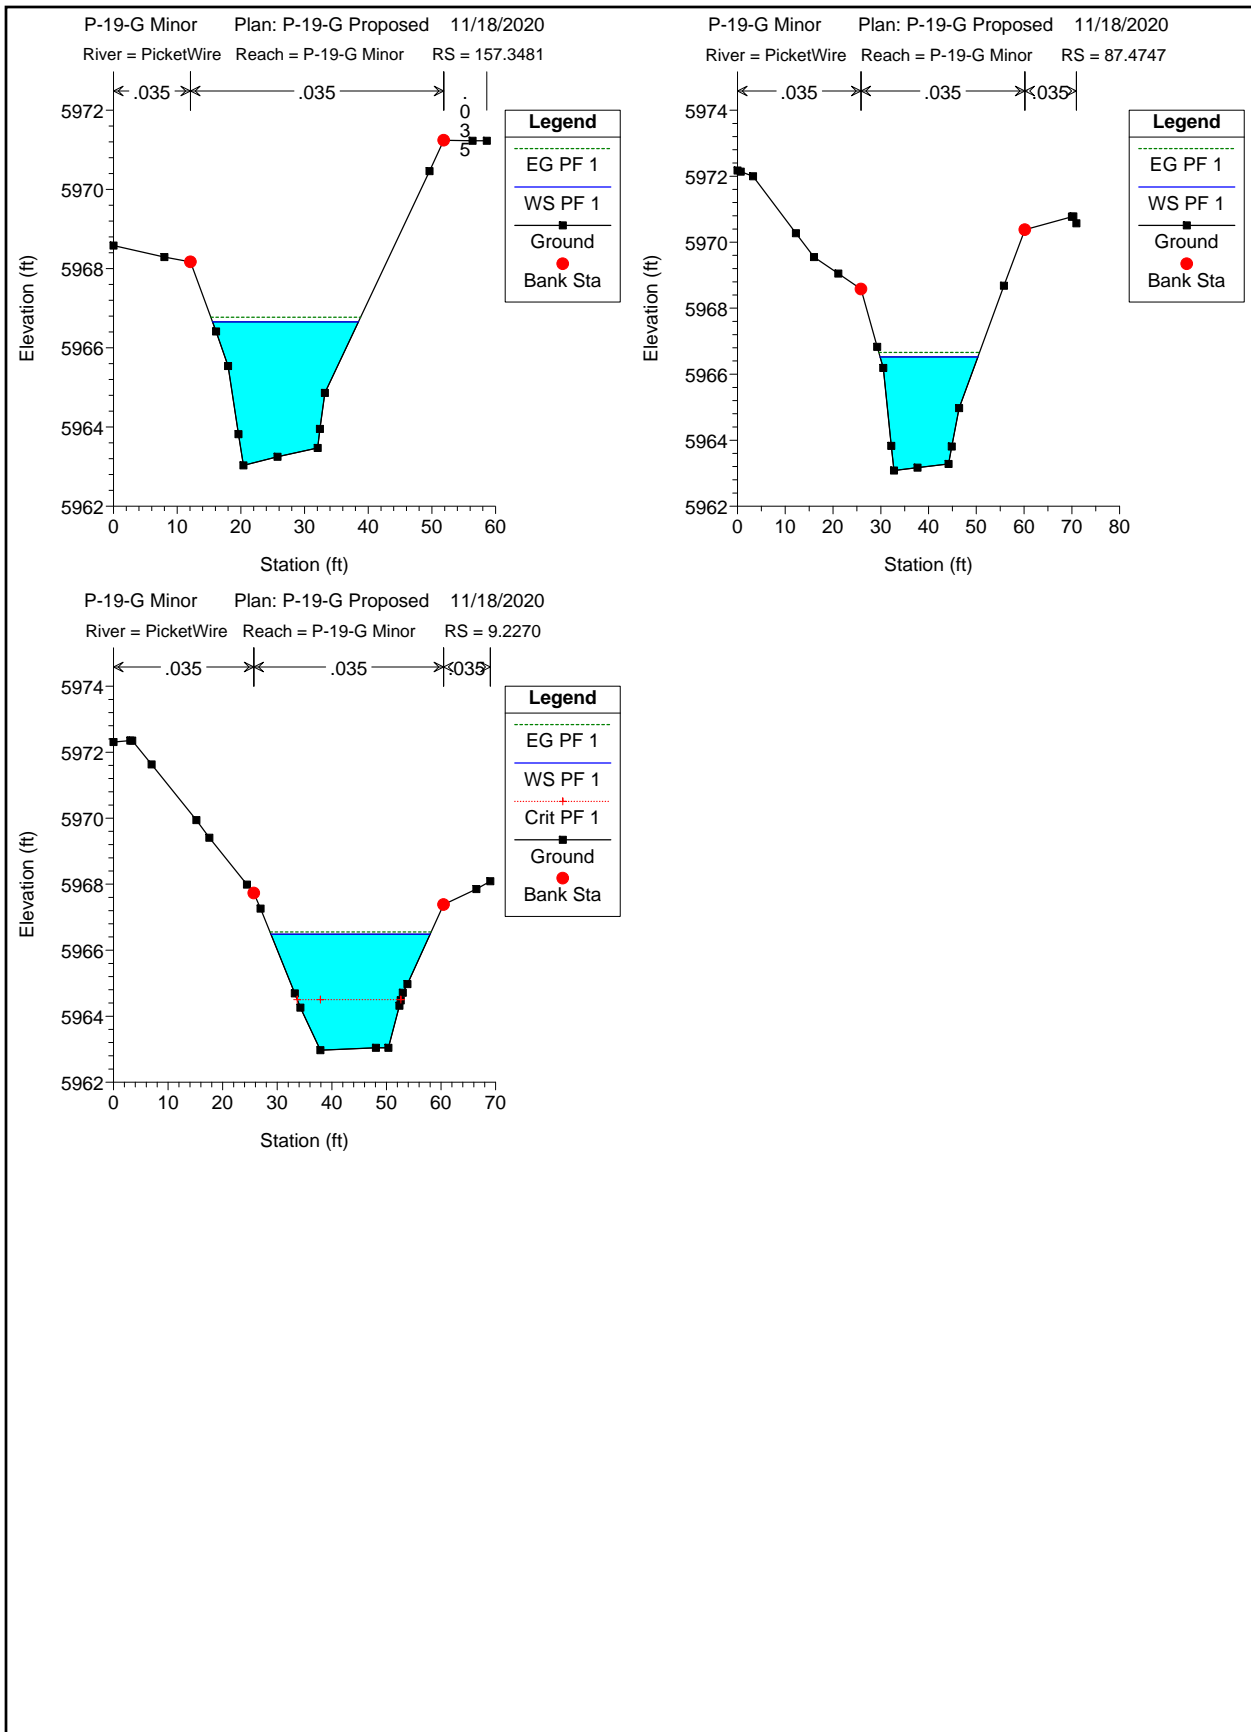 P-19-G Minor Plan: P-19-G Proposed 11/18/2020
River = PicketWire Reach = P-19-G Minor RS = 157.3481
.035 .035 .035
5972
5970
5968
5966
5964
5962
Elevation (ft)
0 10 20 30 40 50 60
Station (ft)
Legend
EG PF 1
WS PF 1
Ground
Bank Sta
P-19-G Minor Plan: P-19-G Proposed 11/18/2020
River = PicketWire Reach = P-19-G Minor RS = 87.4747
.035 .035 .035
5974
5972
5970
5968
5966
5964
5962
Elevation (ft)
0 10 20 30 40 50 60 70 80
Station (ft)
Legend
EG PF 1
WS PF 1
Ground
Bank Sta
P-19-G Minor Plan: P-19-G Proposed 11/18/2020
River = PicketWire Reach = P-19-G Minor RS = 9.2270
.035 .035 .035
5974
5972
5970
5968
5966
5964
5962
Elevation (ft)
0 10 20 30 40 50 60 70
Station (ft)
Legend
EG PF 1
WS PF 1
Crit PF 1
Ground
Bank Sta